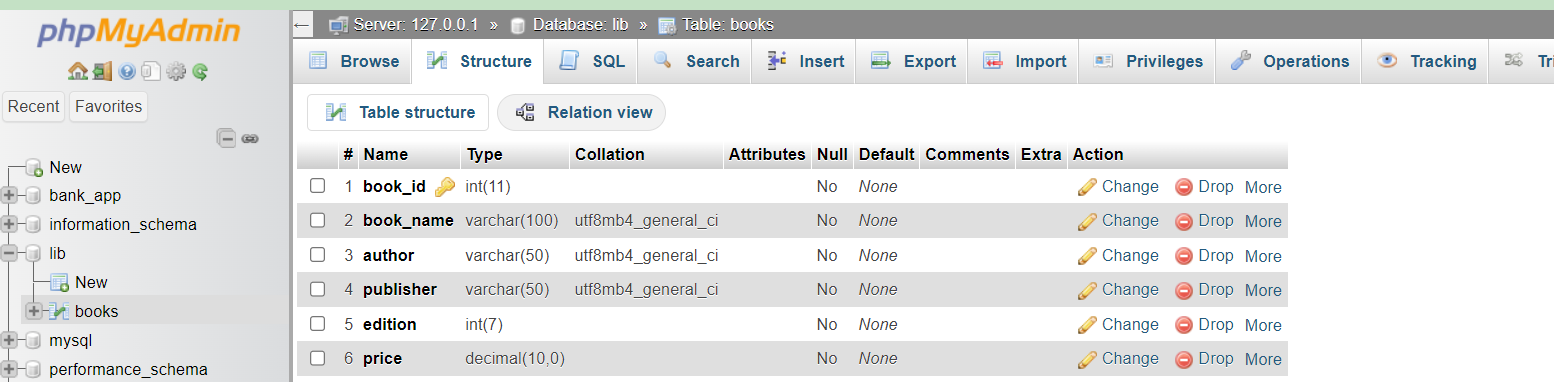 phpMyAdmin
Recent Favorites
New
bank_app
information_schema
lib
New
books
mysql
performance_schema
Server: 127.0.0.1 » Database: lib » Table: books
Browse Structure SQL Search Insert Export Import Privileges Operations Tracking Tri
Table structure Relation view
# Name Type Collation Attributes Null Default Comments Extra Action
1 book_id int(11) No None Change Drop More
2 book_name varchar(100) utf8mb4_general_ci No None Change Drop More
3 author varchar(50) utf8mb4_general_ci No None Change Drop More
4 publisher varchar(50) utf8mb4_general_ci No None Change Drop More
5 edition int(7) No None Change Drop More
6 price decimal(10,0) No None Change Drop More